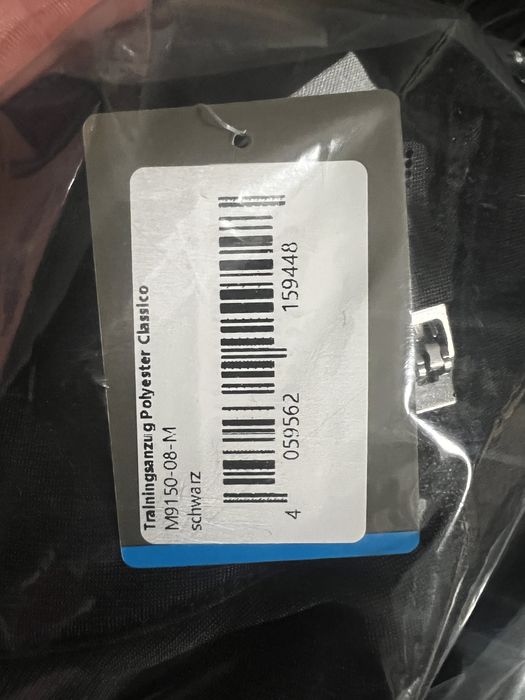 Trainingsanzug Polyester Classico
M9150-08-M
schwarz
4 059562 159448